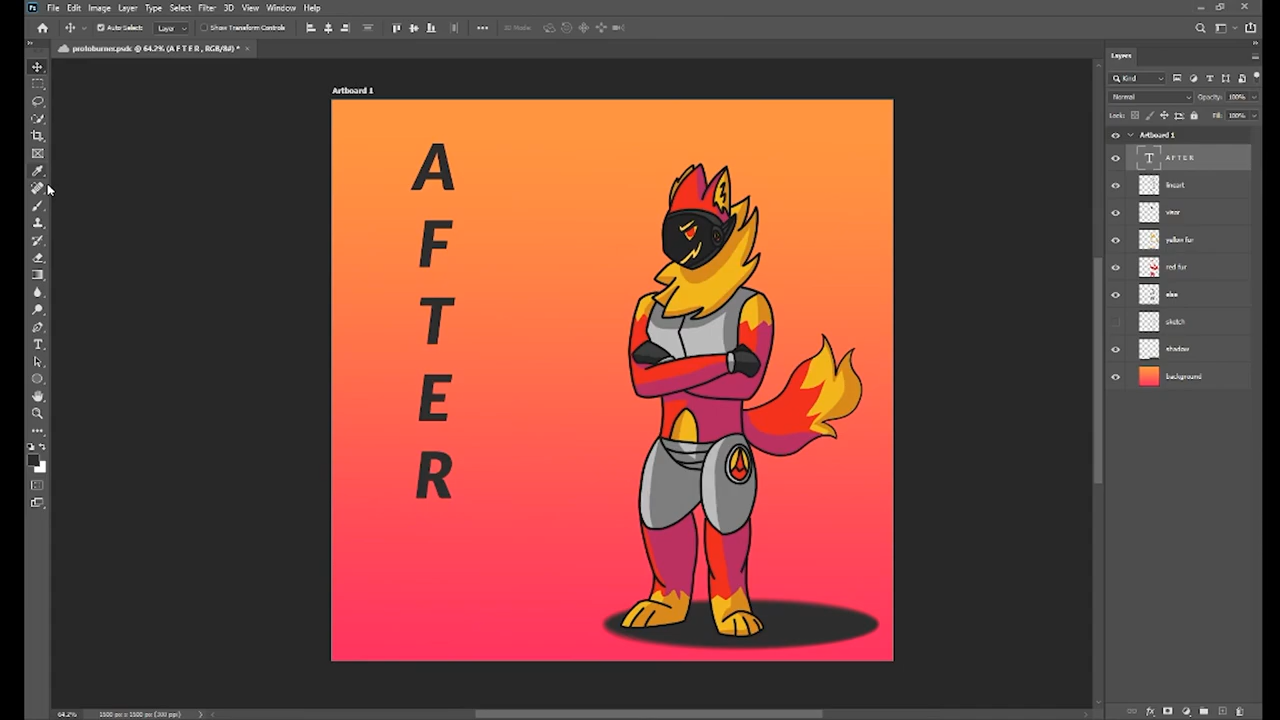 Ps File Edit Image Layer Type Select Filter 3D View Window Help
Auto-Select: Layer Show Transform Controls 3D Mode:
protoburner.psdc @ 64.2% (A F T E R, RGB/8#) *
Artboard 1
A
F
T
E
R
Layers
Kind
Normal Opacity: 100%
Lock: Fill: 100%
Artboard 1
A F T E R
lineart
visor
yellow fur
red fur
else
sketch
shadow
background
64.2% 1500 px x 1500 px (300 ppi)